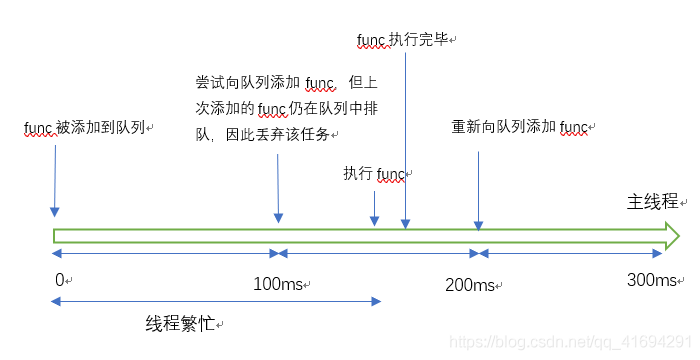 func 执行完毕
尝试向队列添加 func，但上
次添加的 func 仍在队列中排
队，因此丢弃该任务
func 被添加到队列
重新向队列添加 func
执行 func
主线程
0
100ms
200ms
300ms
线程繁忙
https://blog.csdn.net/qq_41694291